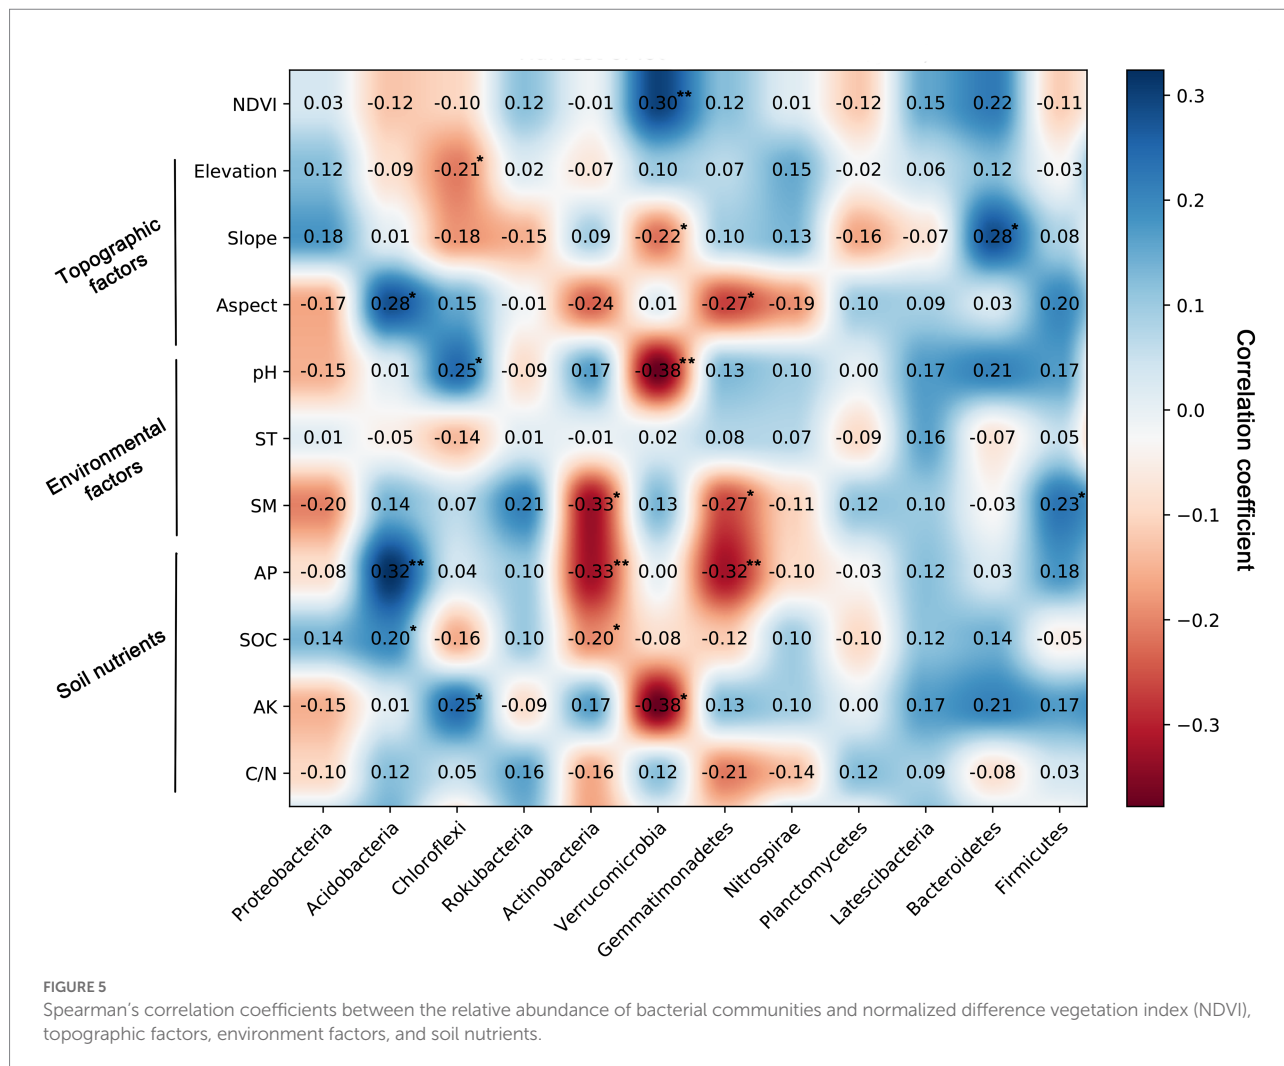 NDVI 0.03 -0.12 -0.10 0.12 -0.01 0.30** 0.12 0.01 -0.12 0.15 0.22 -0.11
Elevation 0.12 -0.09 -0.21* 0.02 -0.07 0.10 0.07 0.15 -0.02 0.06 0.12 -0.03
Slope 0.18 0.01 -0.18 -0.15 0.09 -0.22* 0.10 0.13 -0.16 -0.07 0.28* 0.08
Aspect -0.17 0.28* 0.15 -0.01 -0.24 0.01 -0.27* -0.19 0.10 0.09 0.03 0.20
pH -0.15 0.01 0.25* -0.09 0.17 -0.38** 0.13 0.10 0.00 0.17 0.21 0.17
ST 0.01 -0.05 -0.14 0.01 -0.01 0.02 0.08 0.07 -0.09 0.16 -0.07 0.05
SM -0.20 0.14 0.07 0.21 -0.33* 0.13 -0.27* -0.11 0.12 0.10 -0.03 0.23*
AP -0.08 0.32** 0.04 0.10 -0.33** 0.00 -0.32** -0.10 -0.03 0.12 0.03 0.18
SOC 0.14 0.20* -0.16 0.10 -0.20* -0.08 -0.12 0.10 -0.10 0.12 0.14 -0.05
AK -0.15 0.01 0.25* -0.09 0.17 -0.38* 0.13 0.10 0.00 0.17 0.21 0.17
C/N -0.10 0.12 0.05 0.16 -0.16 0.12 -0.21 -0.14 0.12 0.09 -0.08 0.03
Topographic
factors
Environmental
factors
Soil nutrients
Proteobacteria
Acidobacteria
Chloroflexi
Rokubacteria
Actinobacteria
Verrucomicrobia
Gemmatimonadetes
Nitrospirae
Planctomycetes
Latescibacteria
Bacteroidetes
Firmicutes
0.3
0.2
0.1
0.0
−0.1
−0.2
−0.3
Correlation coefficient
FIGURE 5
Spearman's correlation coefficients between the relative abundance of bacterial communities and normalized difference vegetation index (NDVI),
topographic factors, environment factors, and soil nutrients.